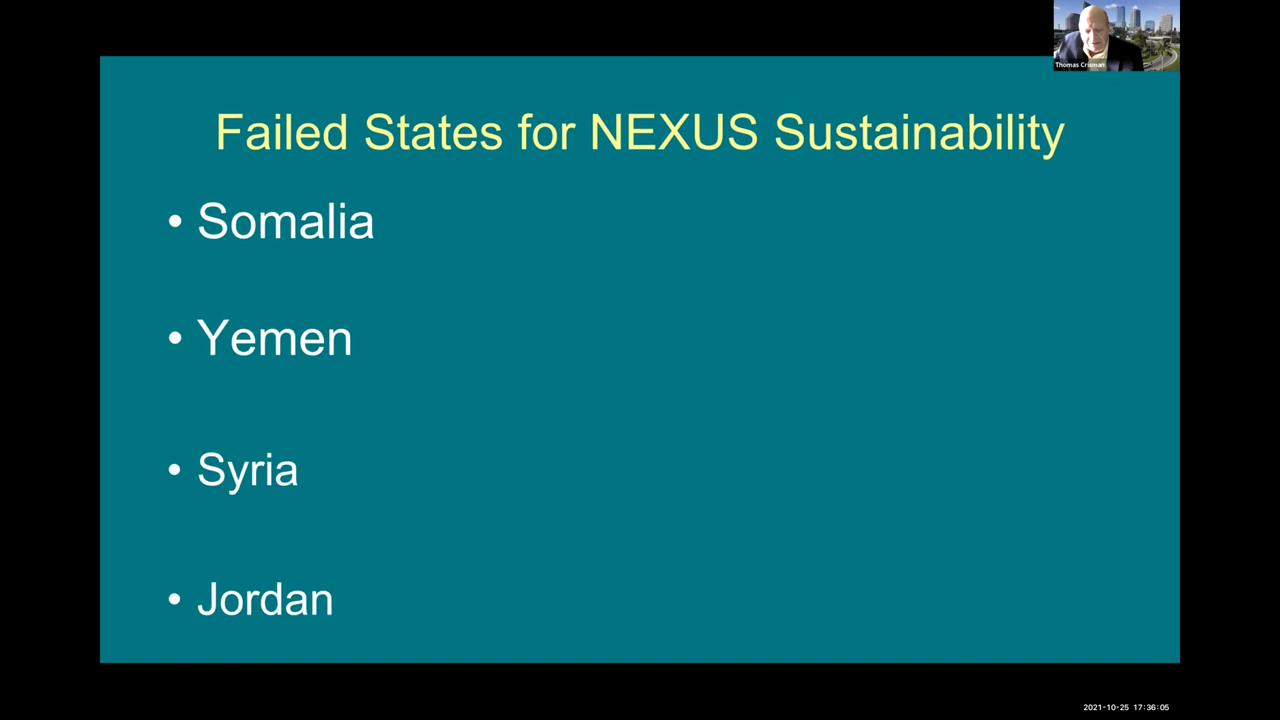 Thomas Crisman
Failed States for NEXUS Sustainability
• Somalia
• Yemen
• Syria
• Jordan
2021-10-25 17:36:05